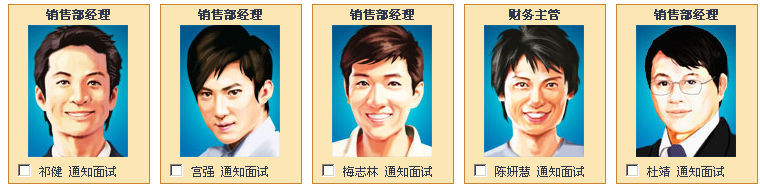 销售部经理
销售部经理
销售部经理
财务主管
销售部经理
祁健 通知面试
宫强 通知面试
梅志林 通知面试
陈妍慧 通知面试
杜靖 通知面试